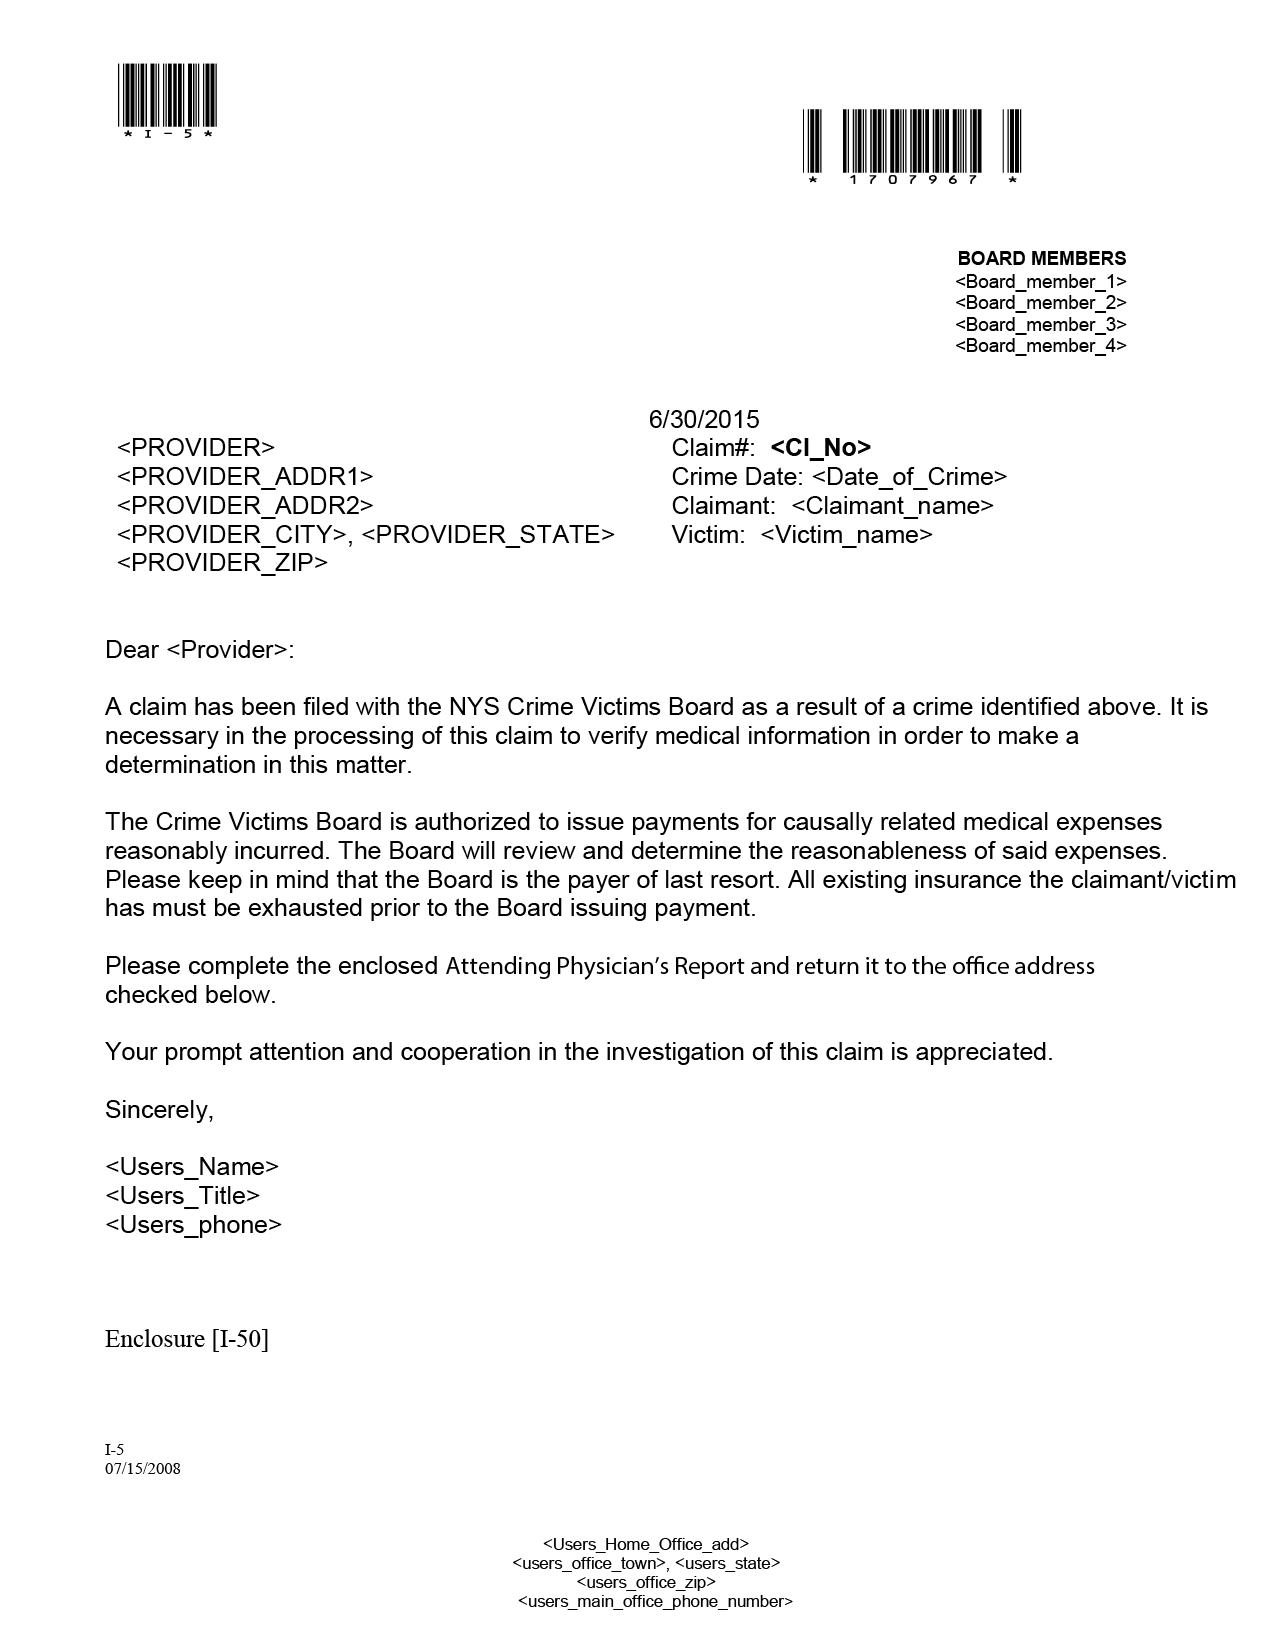 *I-5*
* 1707967 *
BOARD MEMBERS
<Board_member_1>
<Board_member_2>
<Board_member_3>
<Board_member_4>
6/30/2015
<PROVIDER>
<PROVIDER_ADDR1>
<PROVIDER_ADDR2>
<PROVIDER_CITY>, <PROVIDER_STATE>
<PROVIDER_ZIP>
Claim#: <Cl_No>
Crime Date: <Date_of_Crime>
Claimant: <Claimant_name>
Victim: <Victim_name>
Dear <Provider>:
A claim has been filed with the NYS Crime Victims Board as a result of a crime identified above. It is
necessary in the processing of this claim to verify medical information in order to make a
determination in this matter.
The Crime Victims Board is authorized to issue payments for causally related medical expenses
reasonably incurred. The Board will review and determine the reasonableness of said expenses.
Please keep in mind that the Board is the payer of last resort. All existing insurance the claimant/victim
has must be exhausted prior to the Board issuing payment.
Please complete the enclosed Attending Physician’s Report and return it to the office address
checked below.
Your prompt attention and cooperation in the investigation of this claim is appreciated.
Sincerely,
<Users_Name>
<Users_Title>
<Users_phone>
Enclosure [I-50]
I-5
07/15/2008
<Users_Home_Office_add>
<users_office_town>, <users_state>
<users_office_zip>
<users_main_office_phone_number>